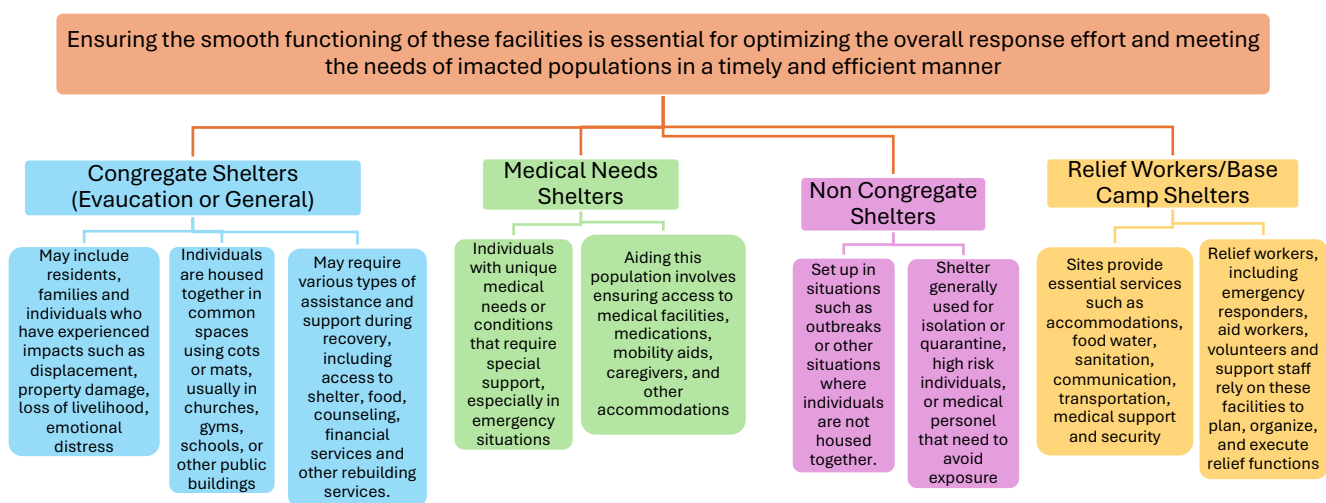 Ensuring the smooth functioning of these facilities is essential for optimizing the overall response effort and meeting
the needs of imacted populations in a timely and efficient manner
Congregate Shelters
(Evaucation or General)
May include
residents,
families and
individuals who
have experienced
impacts such as
displacement,
property damage,
loss of livelihood,
emotional
distress
Individuals
are housed
together in
common
spaces
using cots
or mats,
usually in
churches,
gyms,
schools, or
other public
buildings
May require
various types of
assistance and
support during
recovery,
including
access to
shelter, food,
counseling,
financial
services and
other rebuilding
services.
Medical Needs
Shelters
Individuals
with unique
medical
needs or
conditions
that require
special
support,
especially in
emergency
situations
Aiding this
population involves
ensuring access to
medical facilities,
medications,
mobility aids,
caregivers, and
other
accommodations
Non Congregate
Shelters
Set up in
situations
such as
outbreaks
or other
situations
where
individuals
are not
housed
together.
Shelter
generally
used for
isolation or
quarantine,
high risk
individuals,
or medical
personnel
that need to
avoid
exposure
Relief Workers/Base
Camp Shelters
Sites provide
essential services
such as
accommodations,
food water,
sanitation,
communication,
transportation,
medical support
and security
Relief workers,
including
emergency
responders,
aid workers,
volunteers and
support staff
rely on these
facilities to
plan, organize,
and execute
relief functions